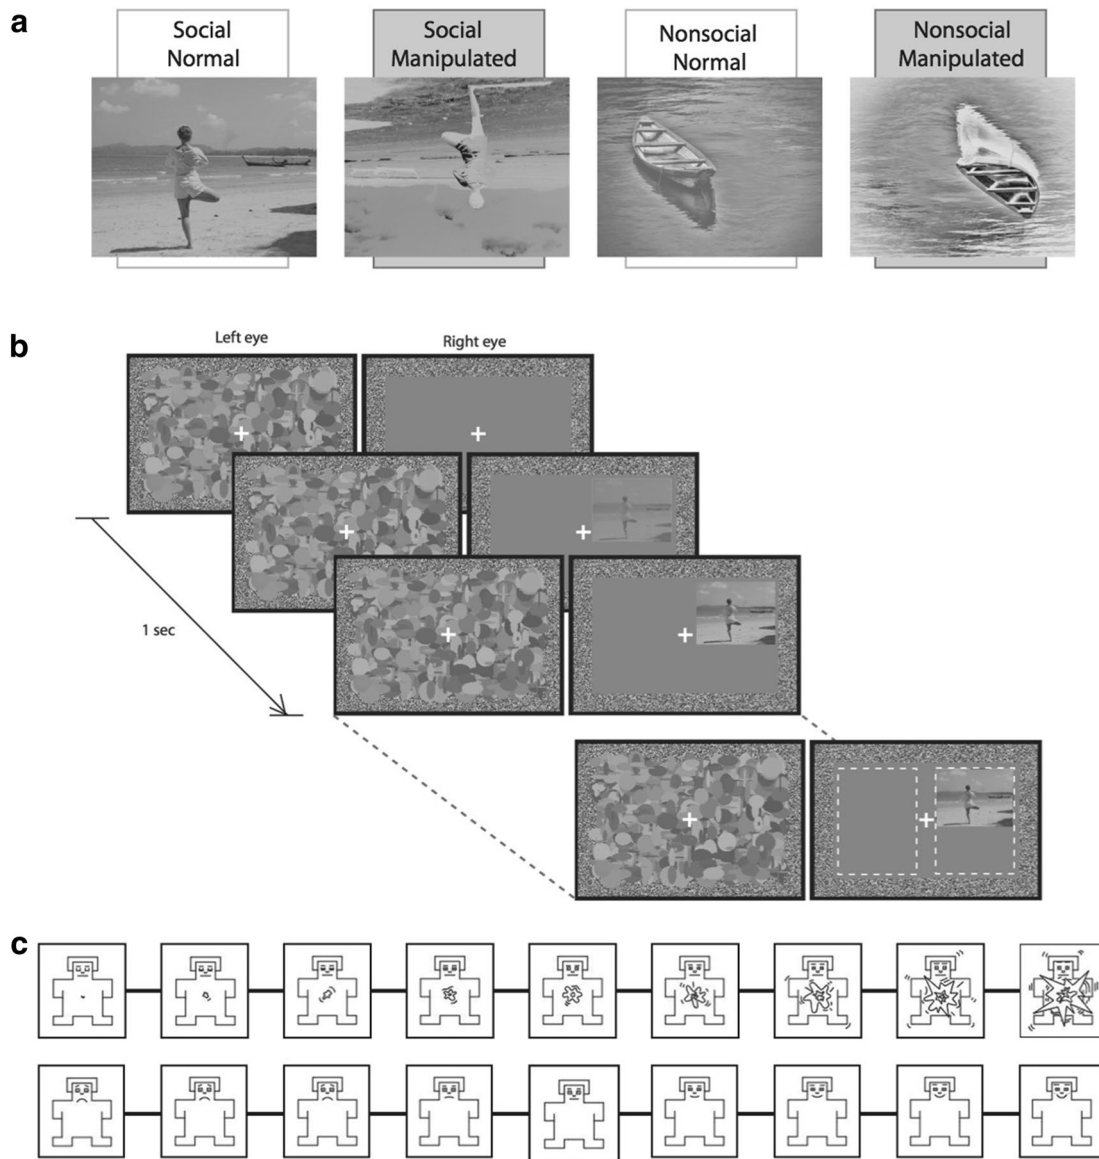 a
Social
Normal
Social
Manipulated
Nonsocial
Normal
Nonsocial
Manipulated
b
Left eye
Right eye
1 sec
c